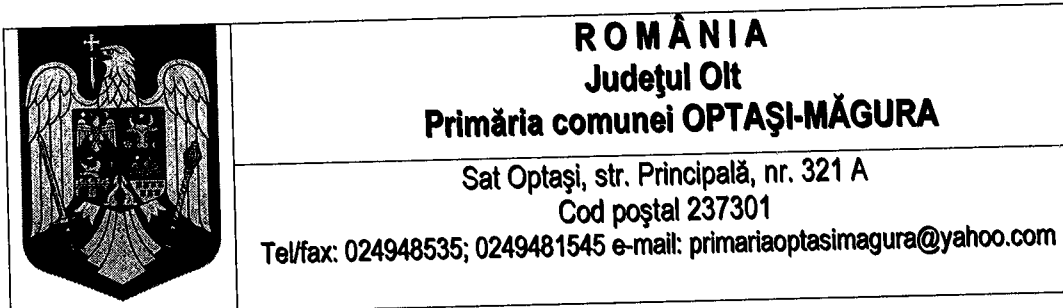 ROMÂNIA
Judeţul Olt
Primăria comunei OPTAŞI-MĂGURA
Sat Optaşi, str. Principală, nr. 321 A
Cod poştal 237301
Tel/fax: 024948535; 0249481545 e-mail: primariaoptasimagura@yahoo.com